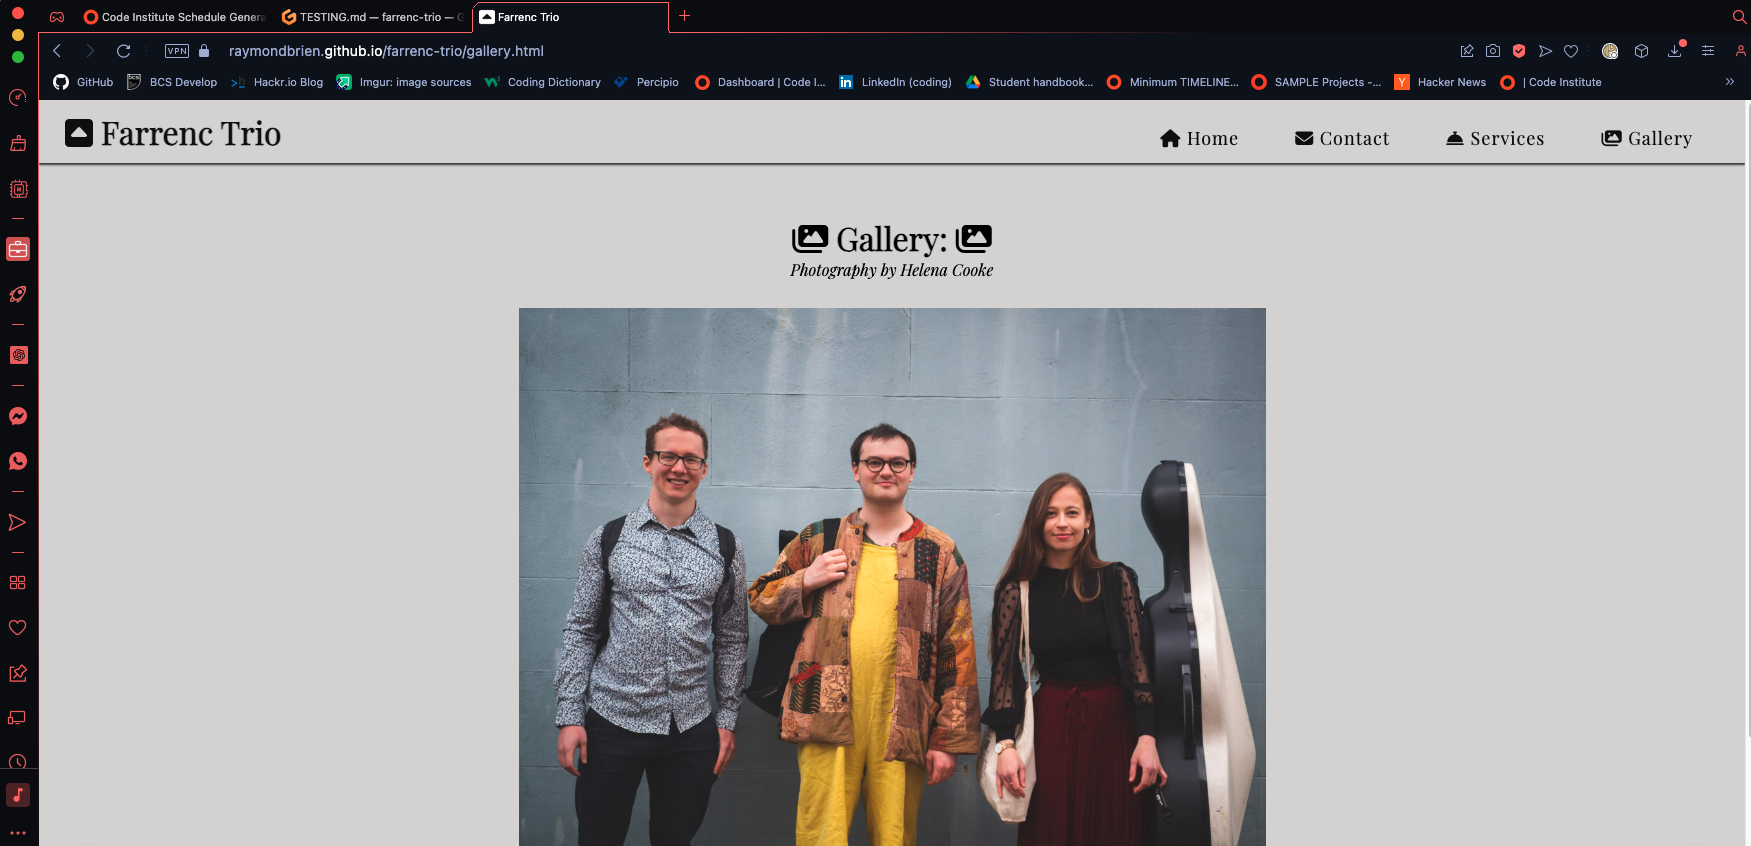 Code Institute Schedule Genera
TESTING.md — farrenc-trio — G
Farrenc Trio
VPN
raymondbrien.github.io/farrenc-trio/gallery.html
GitHub
BCS Develop
Hackr.io Blog
Imgur: image sources
Coding Dictionary
Percipio
Dashboard | Code I...
LinkedIn (coding)
Student handbook...
Minimum TIMELINE...
SAMPLE Projects -...
Hacker News
| Code Institute
Farrenc Trio
Home
Contact
Services
Gallery
Gallery:
Photography by Helena Cooke